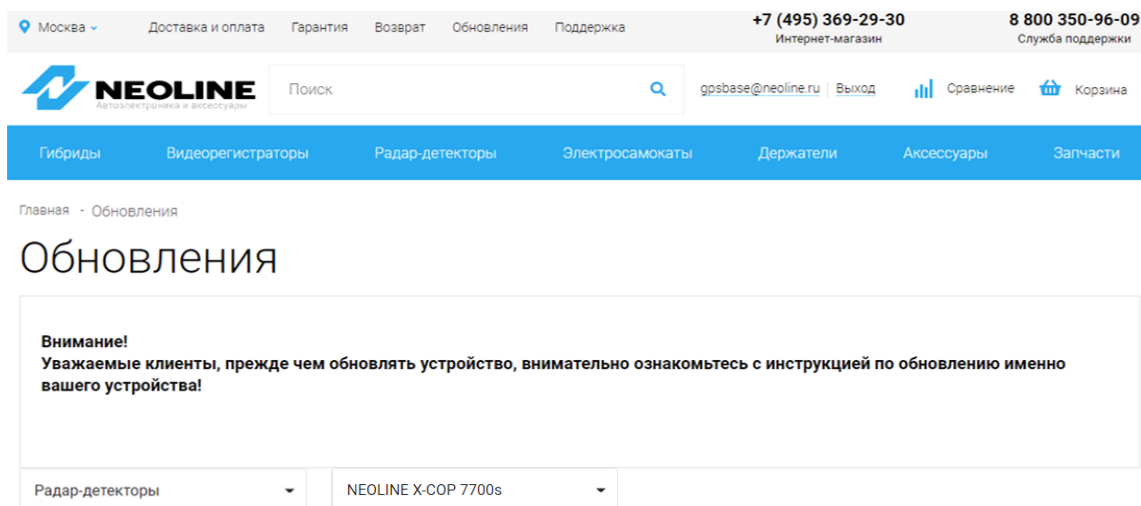 Москва Доставка и оплата Гарантия Возврат Обновления Поддержка +7 (495) 369-29-30 8 800 350-96-09
Интернет-магазин Служба поддержки
NEOLINE Поиск gpsbase@neoline.ru Выход Сравнение Корзина
Автоэлектроника и аксессуары
Гибриды Видеорегистраторы Радар-детекторы Электросамокаты Держатели Аксессуары Запчасти
Главная - Обновления
Обновления
Внимание!
Уважаемые клиенты, прежде чем обновлять устройство, внимательно ознакомьтесь с инструкцией по обновлению именно
вашего устройства!
Радар-детекторы NEOLINE X-COP 7700s